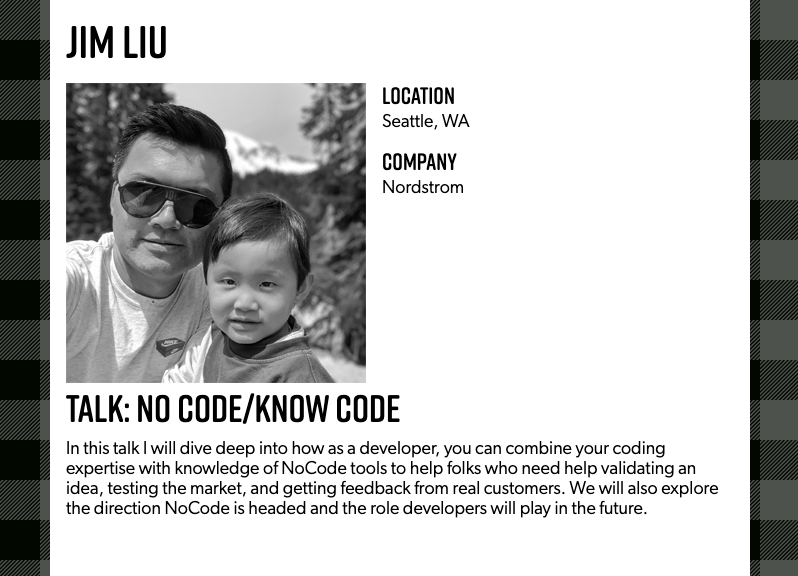 JIM LIU
LOCATION
Seattle, WA
COMPANY
Nordstrom
TALK: NO CODE/KNOW CODE
In this talk I will dive deep into how as a developer, you can combine your coding
expertise with knowledge of NoCode tools to help folks who need help validating an
idea, testing the market, and getting feedback from real customers. We will also explore
the direction NoCode is headed and the role developers will play in the future.